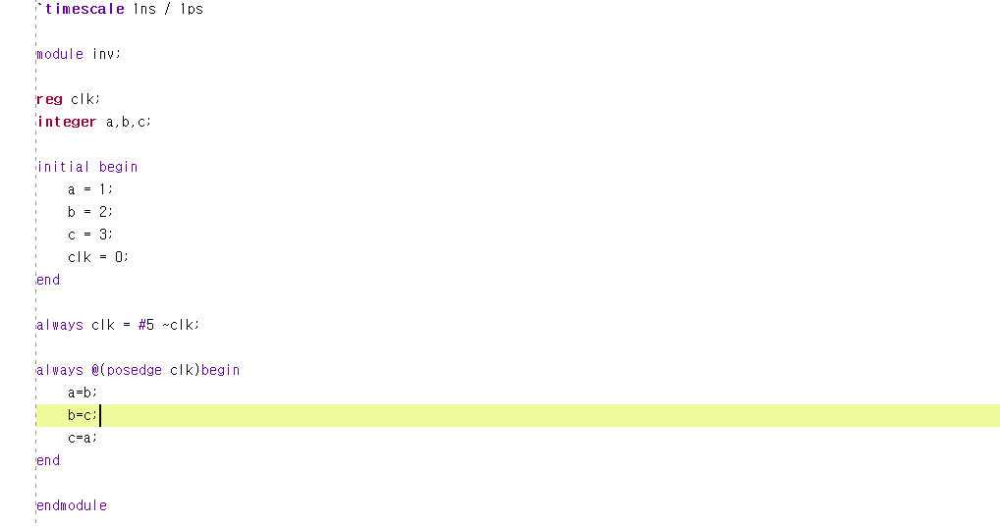 `timescale 1ns / 1ps
module inv;
reg clk;
integer a,b,c;
initial begin
a = 1;
b = 2;
c = 3;
clk = 0;
end
always clk = #5 ~clk;
always @(posedge clk)begin
a=b;
b=c;
c=a;
end
endmodule